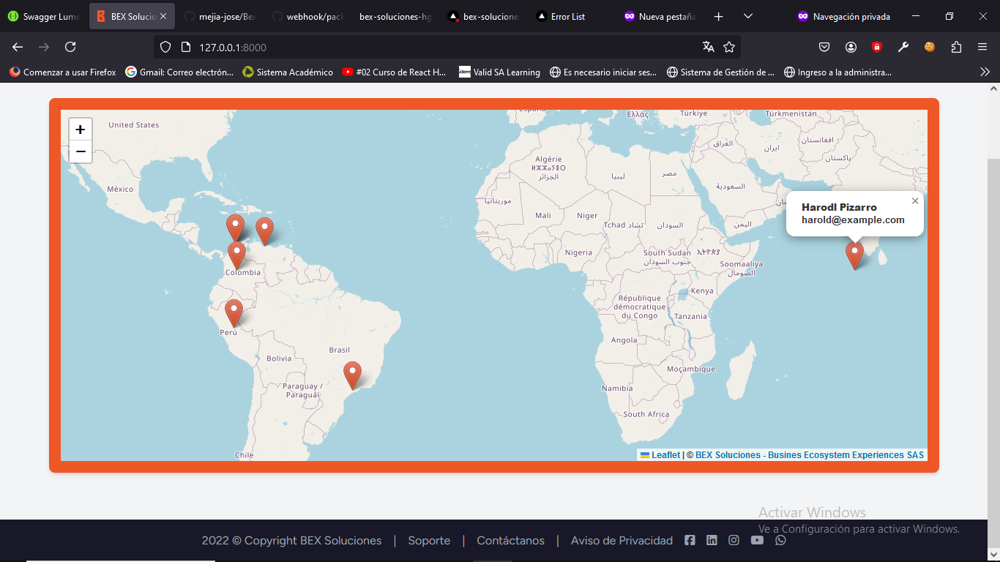 Swagger Lume
BEX Solucio
mejia-jose/Bex
webhook/pack
bex-soluciones-hg
bex-solucione
Error List
Nueva pestaña
Navegación privada
127.0.0.1:8000
Comenzar a usar Firefox
Gmail: Correo electrón...
Sistema Académico
#02 Curso de React H...
Valid SA Learning
Es necesario iniciar ses...
Sistema de Gestión de ...
Ingreso a la administra...
+
−
United States
México
Colombia
Perú
Brasil
Bolivia
Paraguay /
Paraguái
Chile
España
Ελλάς
Türkiye
Türkmenistan
العراق
ایران
افغانستان
پاکستان
Algérie
ⵍⵣⵣⴰⵢⴻⵔ
الجزائر
ليبيا
مصر
السعودية
موريتانيا
Mali
Niger
Tchad تشاد
السودان
اليمن
Nigeria
South Sudan
جنوب السودان
ኢትዮጵያ
Soomaaliya
الصومال
Kenya
République
démocratique
du Congo
Tanzania
Angola
Moçambique
Namibia
South Africa
Harodl Pizarro
harold@example.com
×
Leaflet | © BEX Soluciones - Busines Ecosystem Experiences SAS
Activar Windows
Ve a Configuración para activar Windows.
2022 © Copyright BEX Soluciones | Soporte | Contáctanos | Aviso de Privacidad